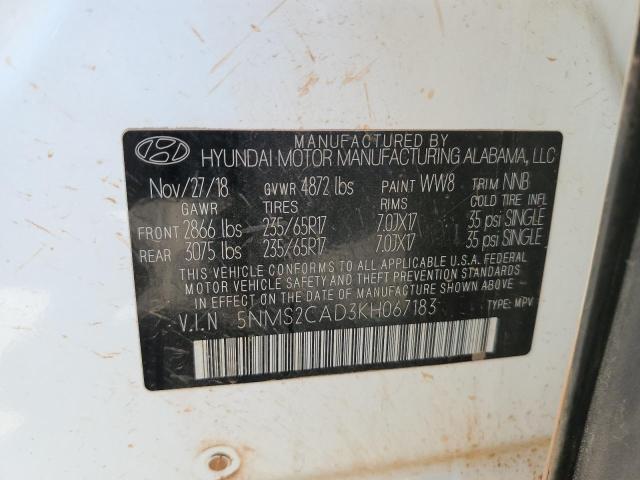 MANUFACTURED BY
HYUNDAI MOTOR MANUFACTURING ALABAMA, LLC
Nov/27/18 GVWR 4872 lbs PAINT WW8 TRIM NNB
GAWR TIRES RIMS COLD TIRE INFL
FRONT 2866 lbs 235/65R17 7.0JX17 35 psi SINGLE
REAR 3075 lbs 235/65R17 7.0JX17 35 psi SINGLE
THIS VEHICLE CONFORMS TO ALL APPLICABLE U.S.A. FEDERAL
MOTOR VEHICLE SAFETY AND THEFT PREVENTION STANDARDS
IN EFFECT ON THE DATE OF MANUFACTURE SHOWN ABOVE.
V.I.N 5NMS2CAD3KH067183 TYPE: MPV